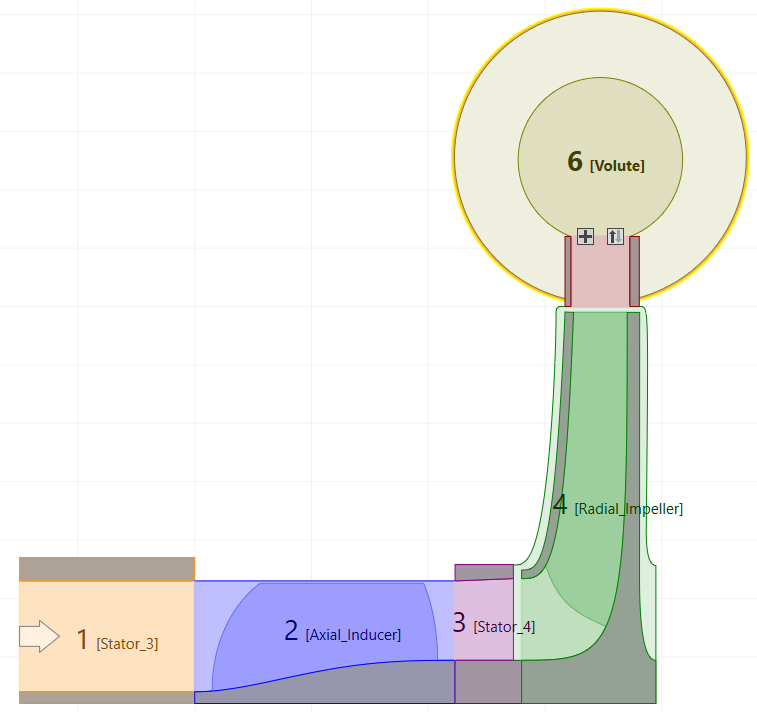 6 [Volute]
4 [Radial_Impeller]
1 [Stator_3]
2 [Axial_Inducer]
3 [Stator_4]